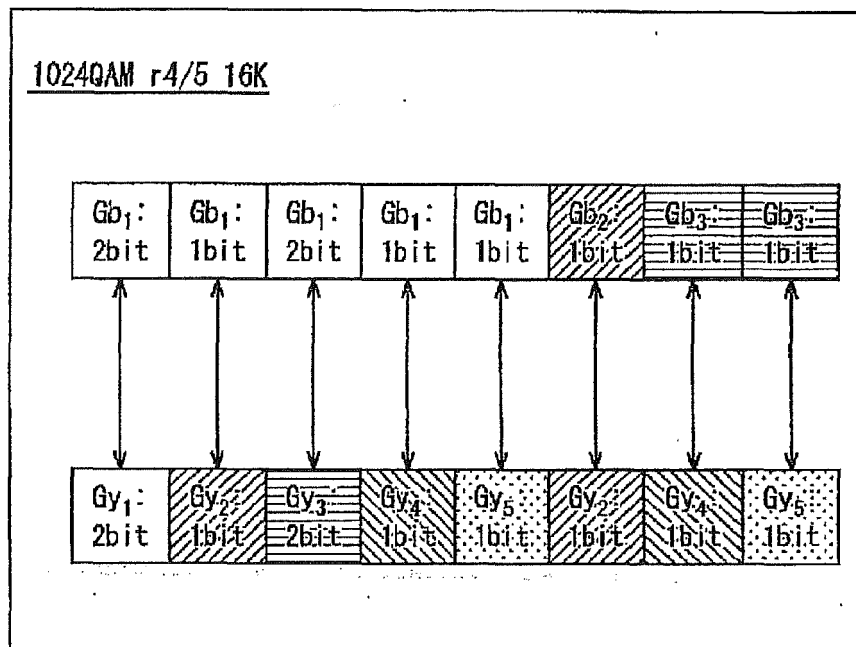 1024QAM r4/5 16K
Gb1: Gb1: Gb1: Gb1: Gb1: Gb2: Gb3: Gb3:
2bit 1bit 2bit 1bit 1bit 1bit 1bit 1bit
Gy1: Gy2: Gy3: Gy4: Gy5 Gy2: Gy4: Gy5
2bit 1bit 2bit 1bit 1bit 1bit 1bit 1bit